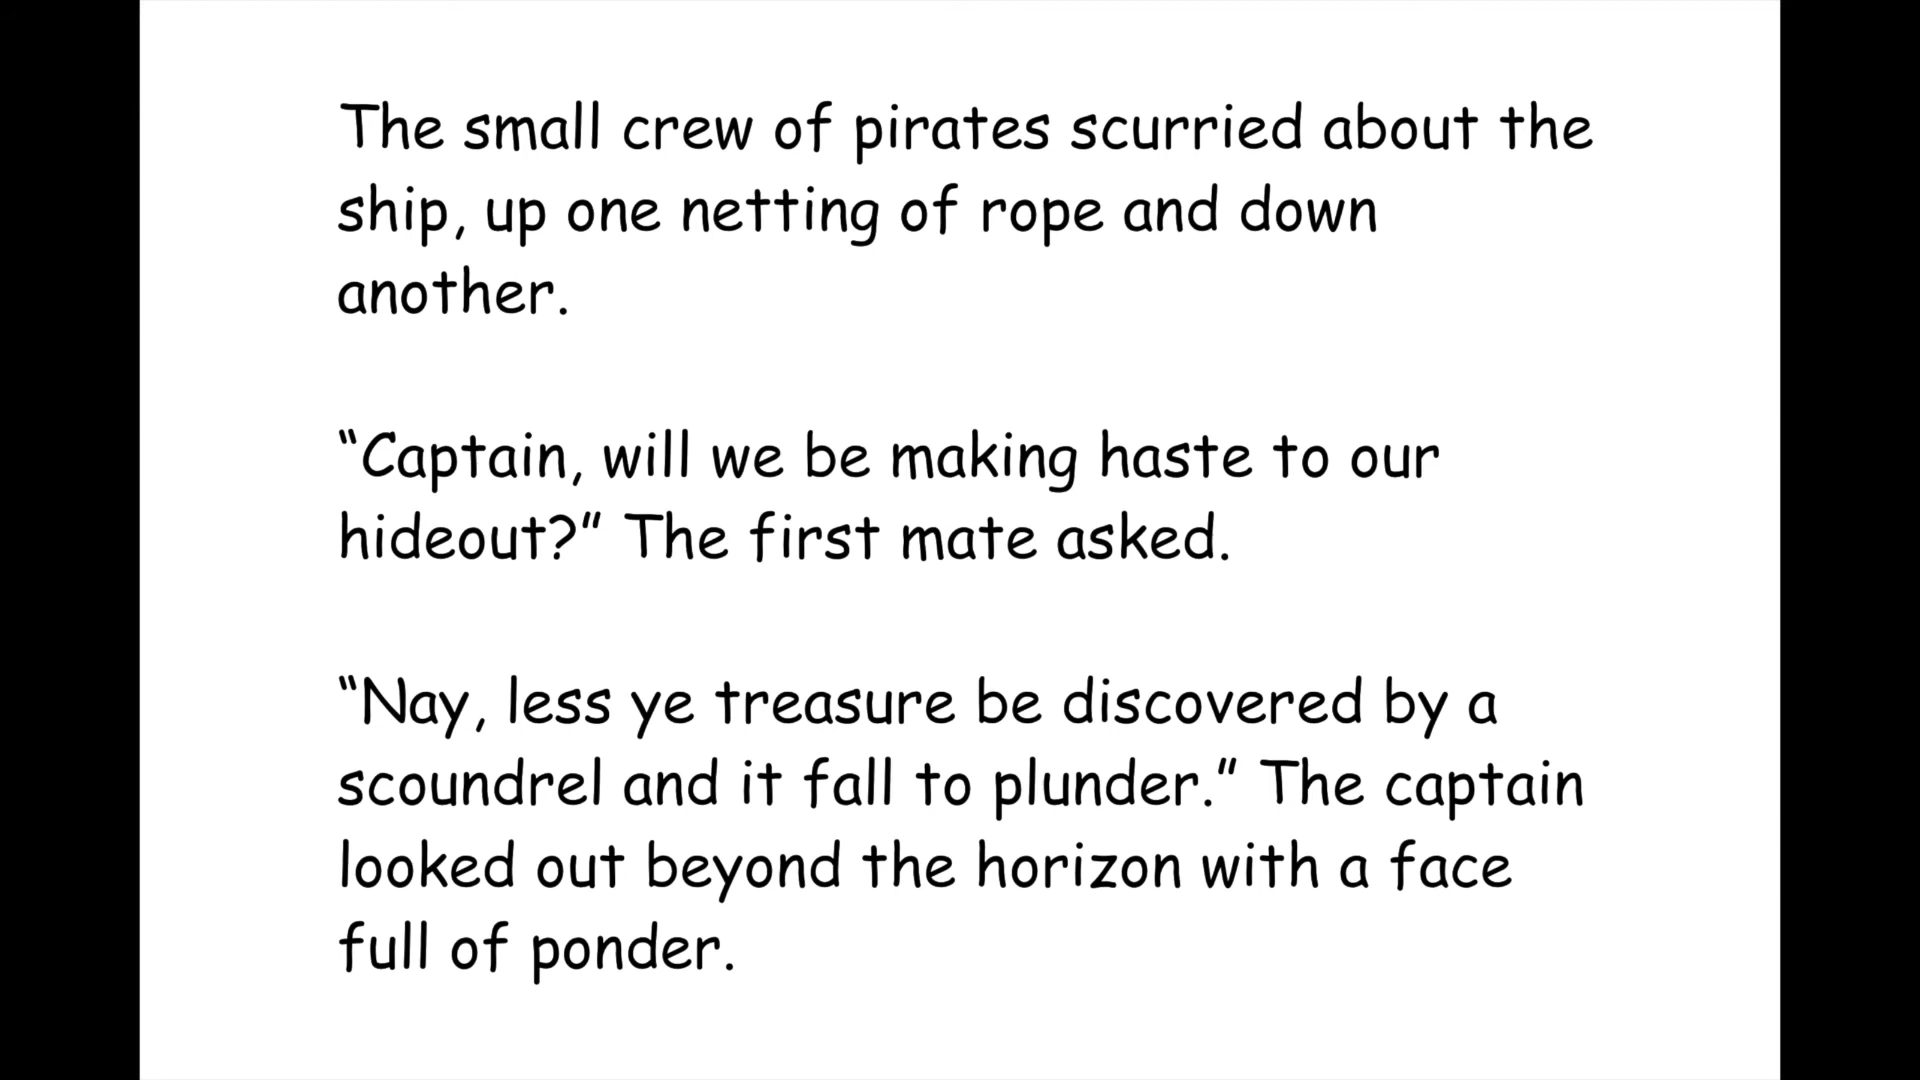 The small crew of pirates scurried about the
ship, up one netting of rope and down
another.
“Captain, will we be making haste to our
hideout?” The first mate asked.
“Nay, less ye treasure be discovered by a
scoundrel and it fall to plunder.” The captain
looked out beyond the horizon with a face
full of ponder.